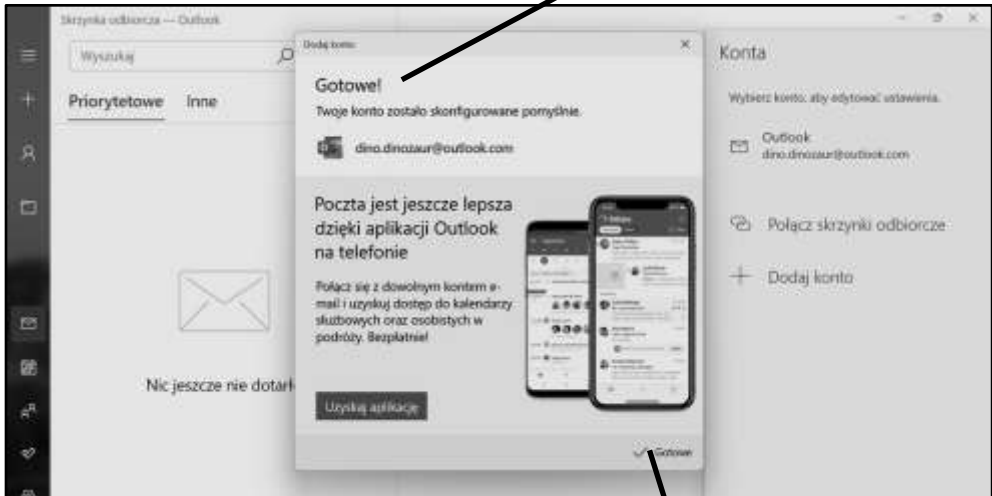 Skrzynka odbiorcza — Outlook
Wyszukaj
Priorytetowe Inne
Nic jeszcze nie dotarł
Dodaj konto
Gotowe!
Twoje konto zostało skonfigurowane pomyślnie.
dino.dinozaur@outlook.com
Poczta jest jeszcze lepsza
dzięki aplikacji Outlook
na telefonie
Połącz się z dowolnym kontem e-
mail i uzyskuj dostęp do kalendarzy
służbowych oraz osobistych w
podróży. Bezpłatnie!
Uzyskaj aplikację
Gotowe
Konta
Wybierz konto, aby edytować ustawienia.
Outlook
dino.dinozaur@outlook.com
Połącz skrzynki odbiorcze
Dodaj konto